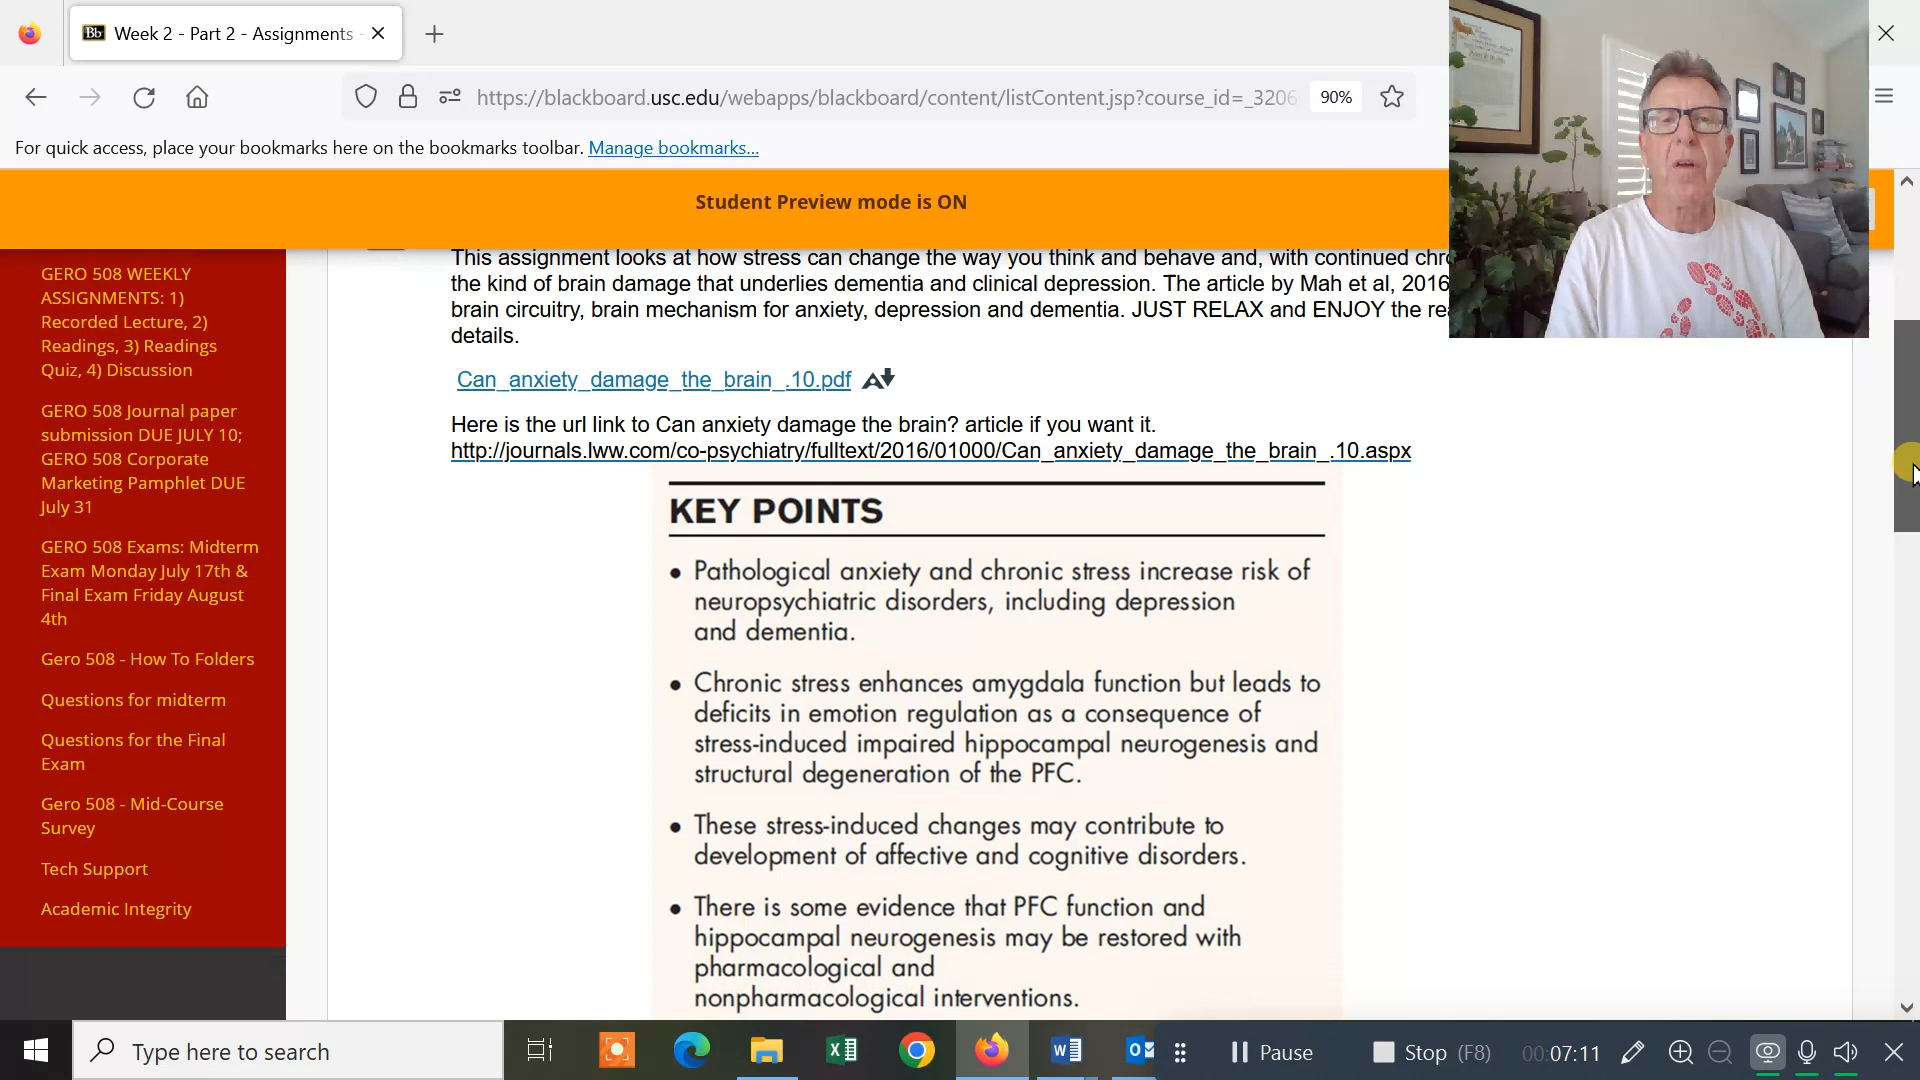 Bb Week 2 - Part 2 - Assignments -
https://blackboard.usc.edu/webapps/blackboard/content/listContent.jsp?course_id=_3206
90%
For quick access, place your bookmarks here on the bookmarks toolbar. Manage bookmarks...
Student Preview mode is ON
GERO 508 WEEKLY
ASSIGNMENTS: 1)
Recorded Lecture, 2)
Readings, 3) Readings
Quiz, 4) Discussion
GERO 508 Journal paper
submission DUE JULY 10;
GERO 508 Corporate
Marketing Pamphlet DUE
July 31
GERO 508 Exams: Midterm
Exam Monday July 17th &
Final Exam Friday August
4th
Gero 508 - How To Folders
Questions for midterm
Questions for the Final
Exam
Gero 508 - Mid-Course
Survey
Tech Support
Academic Integrity
This assignment looks at how stress can change the way you think and behave and, with continued chr
the kind of brain damage that underlies dementia and clinical depression. The article by Mah et al, 2016
brain circuitry, brain mechanism for anxiety, depression and dementia. JUST RELAX and ENJOY the re
details.
Can_anxiety_damage_the_brain_.10.pdf
Here is the url link to Can anxiety damage the brain? article if you want it.
http://journals.lww.com/co-psychiatry/fulltext/2016/01000/Can_anxiety_damage_the_brain_.10.aspx
KEY POINTS
• Pathological anxiety and chronic stress increase risk of
neuropsychiatric disorders, including depression
and dementia.
• Chronic stress enhances amygdala function but leads to
deficits in emotion regulation as a consequence of
stress-induced impaired hippocampal neurogenesis and
structural degeneration of the PFC.
• These stress-induced changes may contribute to
development of affective and cognitive disorders.
• There is some evidence that PFC function and
hippocampal neurogenesis may be restored with
pharmacological and
nonpharmacological interventions.
Type here to search
Pause
Stop (F8)
00:07:11